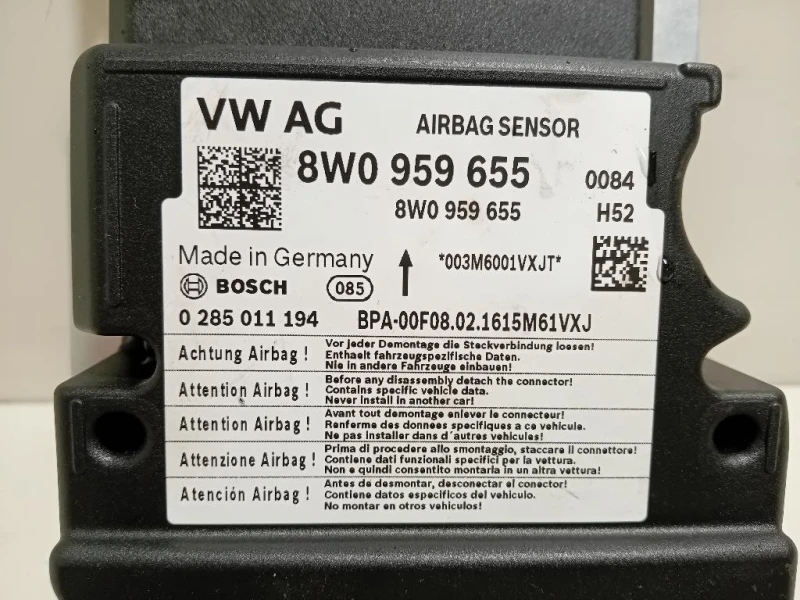 VW AG
AIRBAG SENSOR
8W0 959 655
0084
8W0 959 655
H52
Made in Germany
*003M6001VXJT*
BOSCH
085
0 285 011 194
BPA-00F08.02.1615M61VXJ
Achtung Airbag !
Vor jeder Demontage die Steckverbindung loesen!
Enthaelt fahrzeugspezifische Daten.
Nie in andere Fahrzeuge einbauen!
Attention Airbag !
Before any disassembly detach the connector!
Contains specific vehicle data.
Never install in another car!
Attention Airbag !
Avant tout demontage enlever le connecteur!
Renferme des données specifiques a ce vehicule.
Ne pas installer dans d´autres vehicules!
Attenzione Airbag !
Prima di procedere allo smontaggio, staccare il connettore!
Contiene dati funzionali specifici per la vettura.
Non e quindi consentito montarla in un altra vettura!
Atención Airbag !
Antes de desmontar, desconectar el conector!
Contiene datos especificos del vehiculo.
No montar en otros vehiculos!